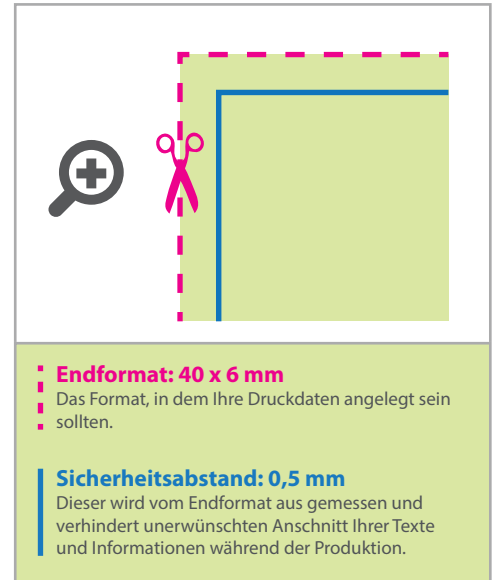 Endformat: 40 x 6 mm
Das Format, in dem Ihre Druckdaten angelegt sein
sollten.
Sicherheitsabstand: 0,5 mm
Dieser wird vom Endformat aus gemessen und
verhindert unerwünschten Anschnitt Ihrer Texte
und Informationen während der Produktion.